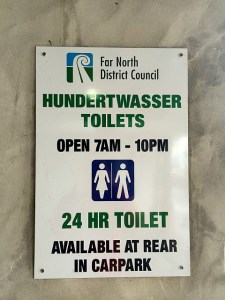 Far North
District Council
HUNDERTWASSER
TOILETS
OPEN 7AM - 10PM
24 HR TOILET
AVAILABLE AT REAR
IN CARPARK